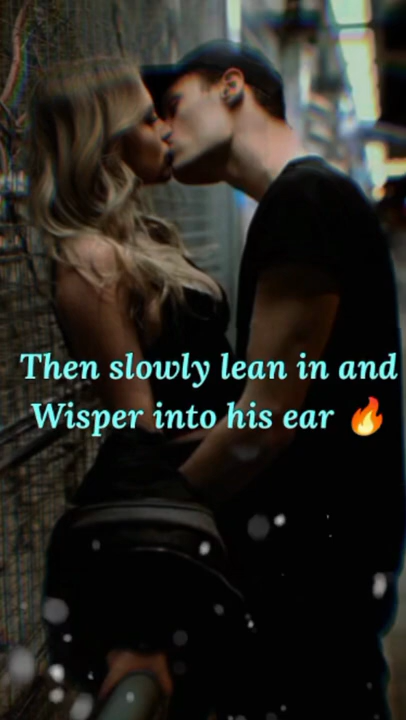 Then slowly lean in and
Wisper into his ear 🔥